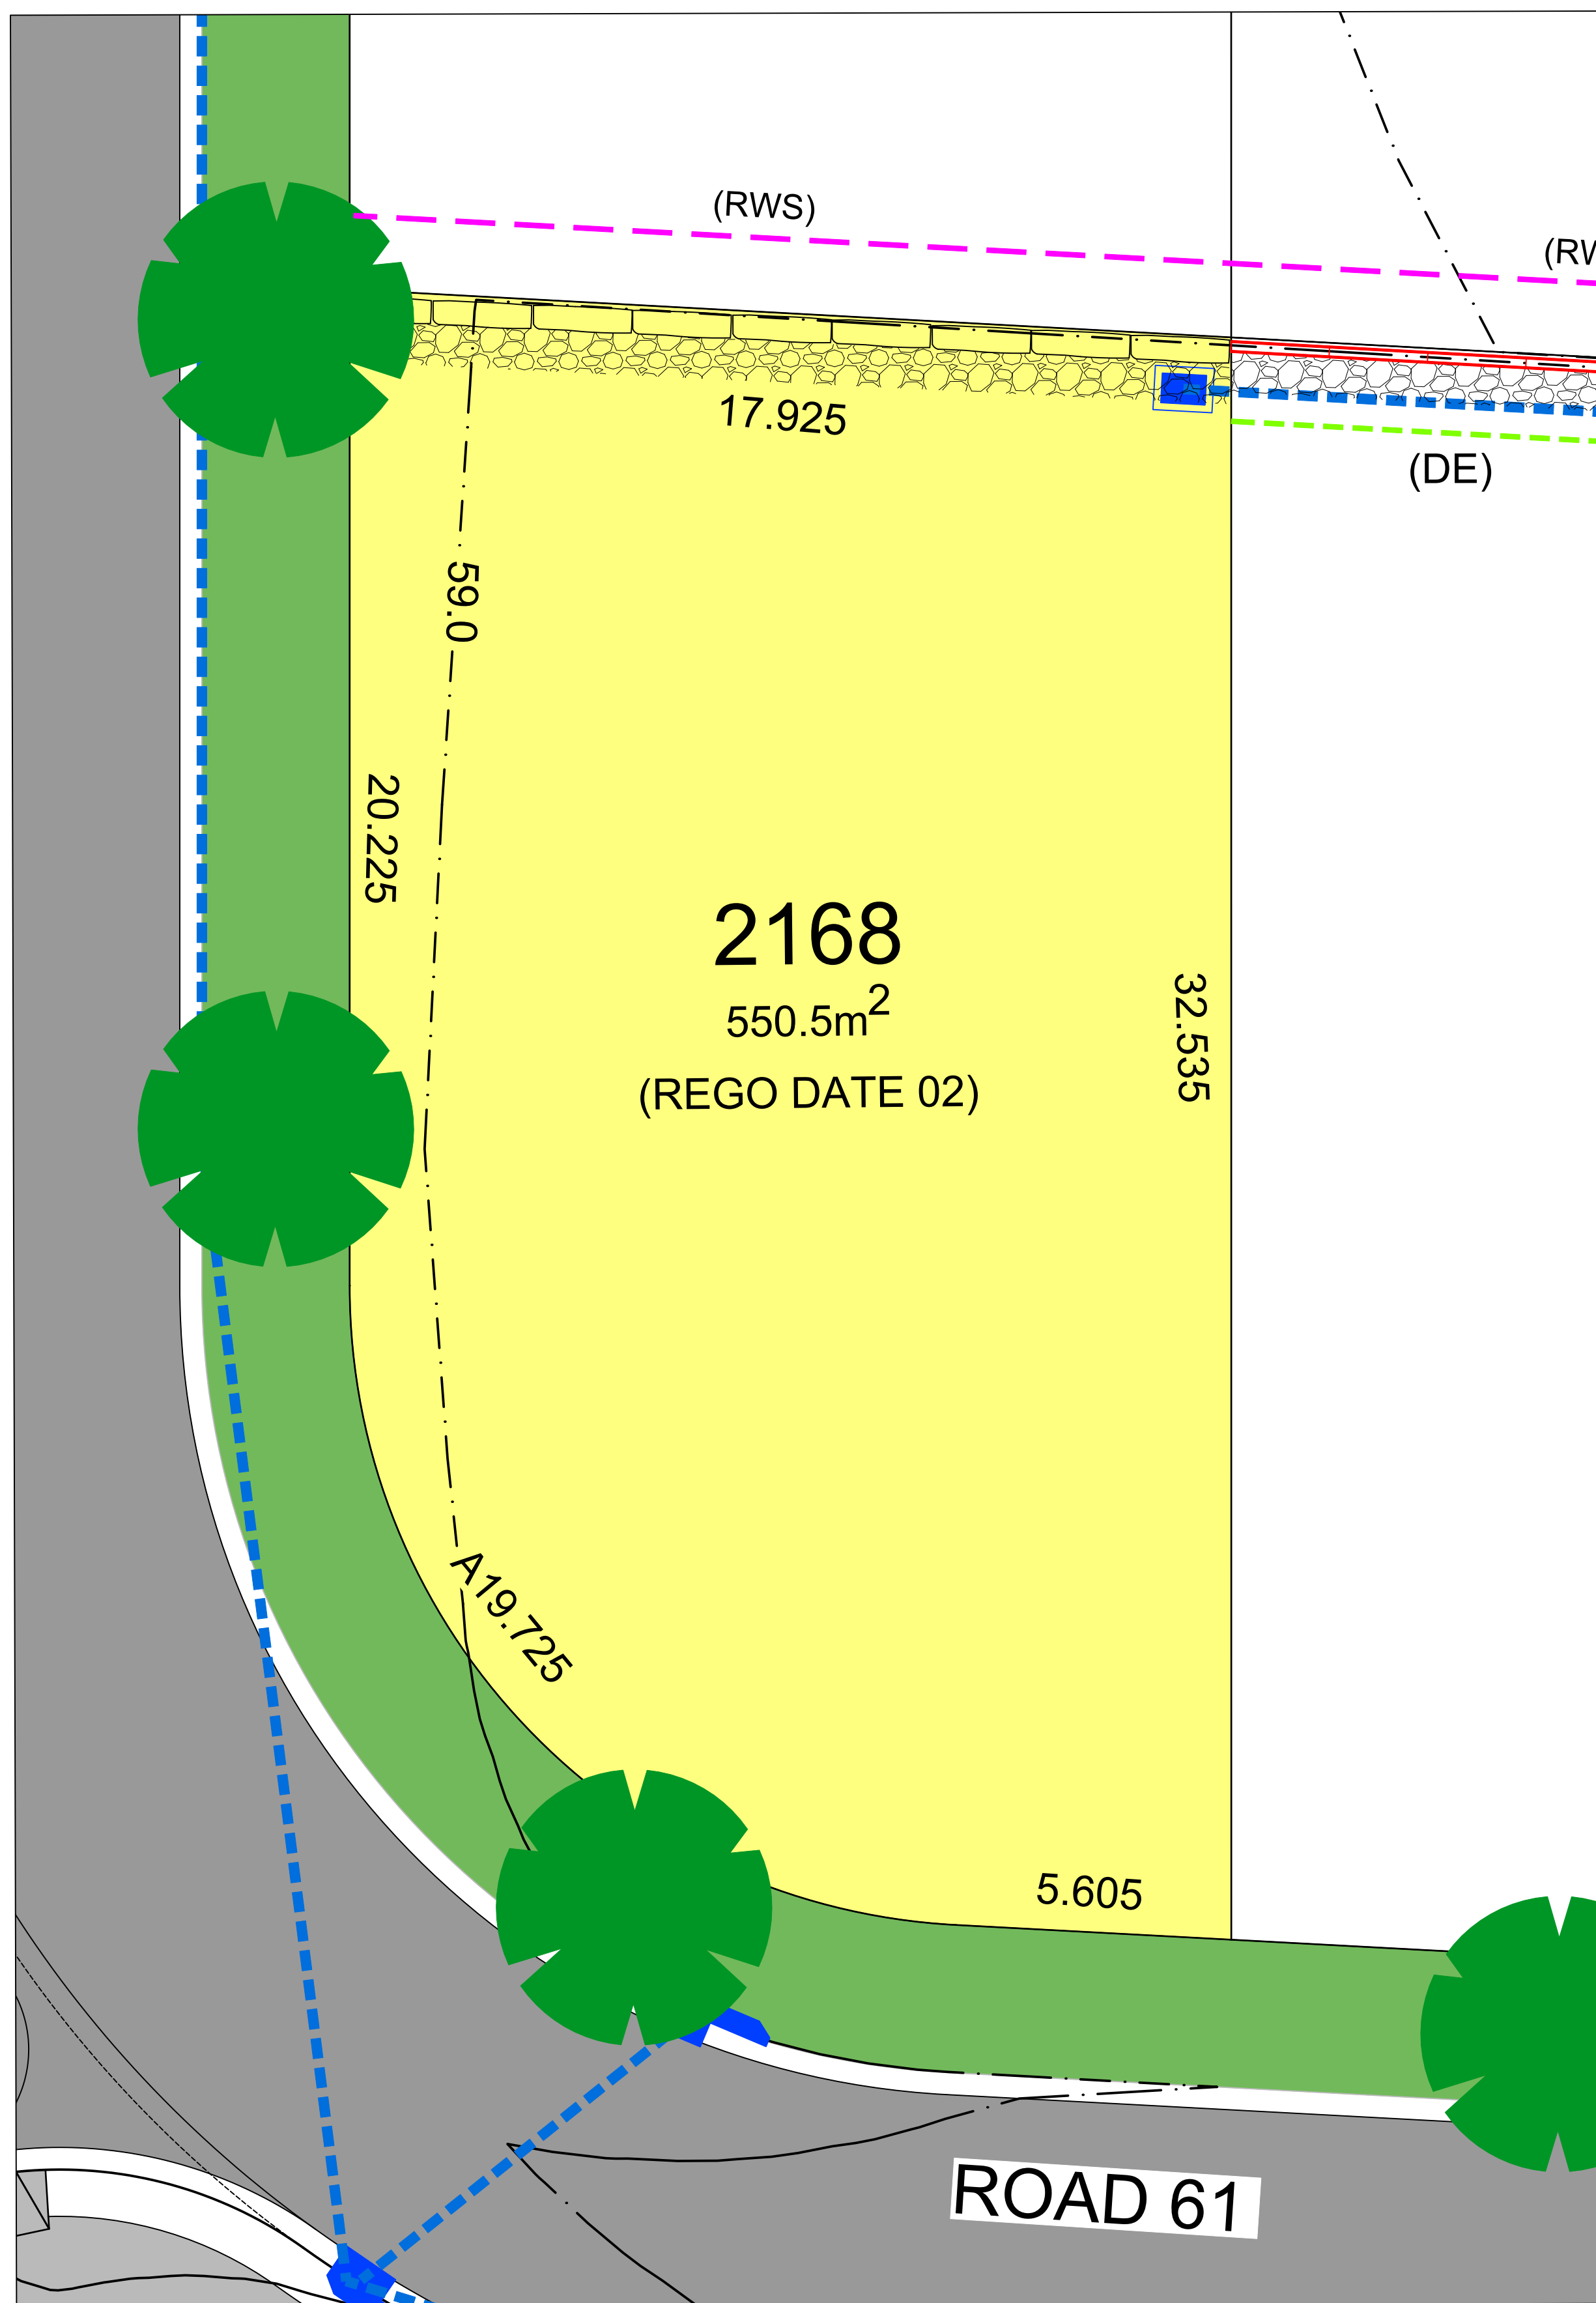 (RWS)
(RW
17.925
(DE)
59.0
20.225
2168
550.5m²
(REGO DATE 02)
32.535
A19.725
5.605
ROAD 61